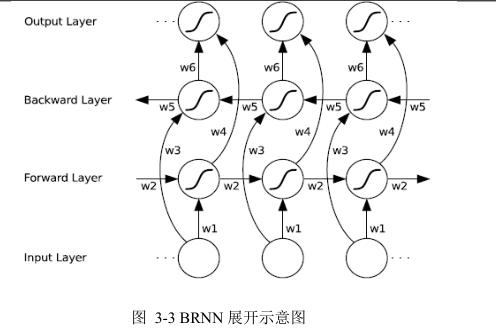 Output Layer ... ...
w6 w6 w6
Backward Layer w5 w5 w5 w5
w4 w4 w4
w3 w3 w3
Forward Layer
w2 w2 w2 w2
w1 w1 w1
Input Layer ... ...
图 3-3 BRNN 展开示意图